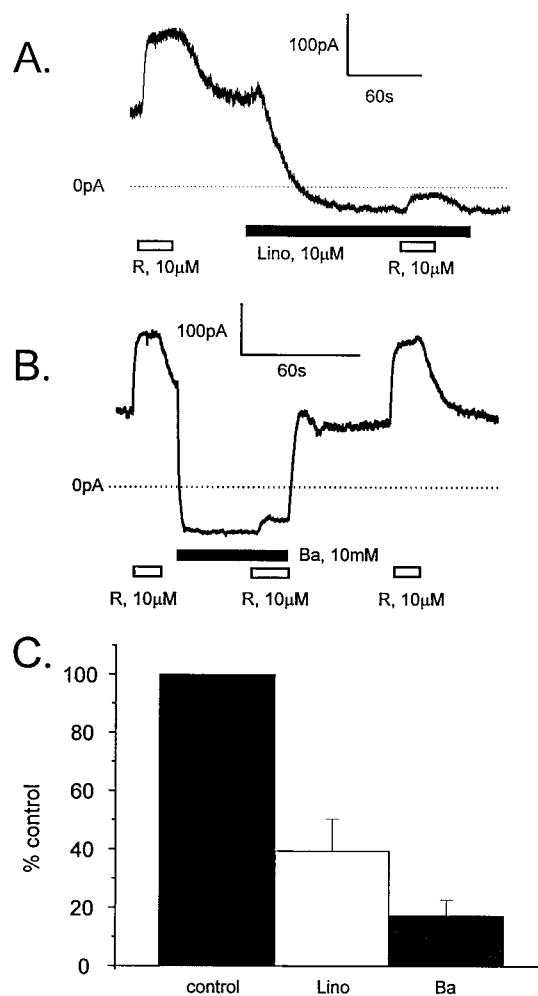 A.
100pA
60s
0pA
Lino, 10µM
R, 10µM
R, 10µM
B.
100pA
60s
0pA
Ba, 10mM
R, 10µM
R, 10µM
R, 10µM
C.
100
80
60
40
20
0
% control
control
Lino
Ba